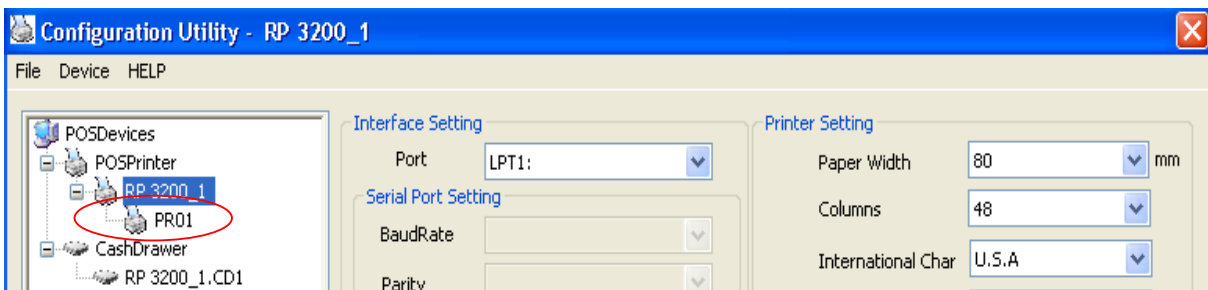 Configuration Utility - RP 3200_1
File Device HELP
POSDevices
POSPrinter
RP 3200_1
PR01
CashDrawer
RP 3200_1.CD1
Interface Setting
Port LPT1:
Serial Port Setting
BaudRate
Parity
Printer Setting
Paper Width 80 mm
Columns 48
International Char U.S.A